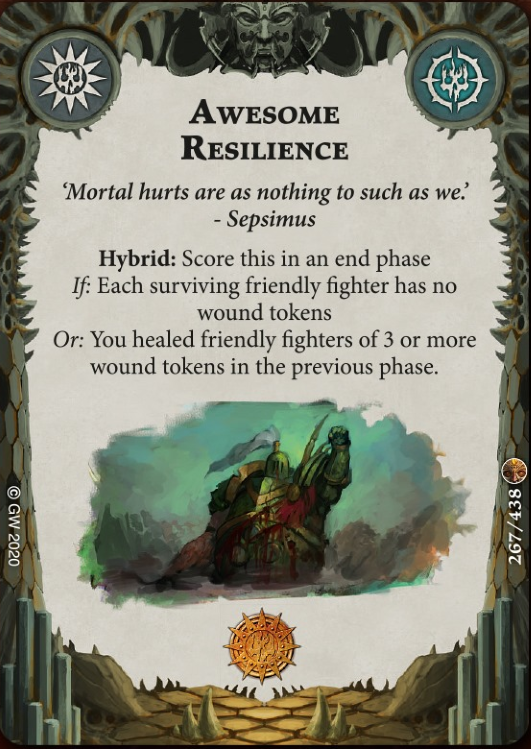 Awesome
Resilience
‘Mortal hurts are as nothing to such as we.’
- Sepsimus
Hybrid: Score this in an end phase
If: Each surviving friendly fighter has no
wound tokens
Or: You healed friendly fighters of 3 or more
wound tokens in the previous phase.
© GW 2020
267/438